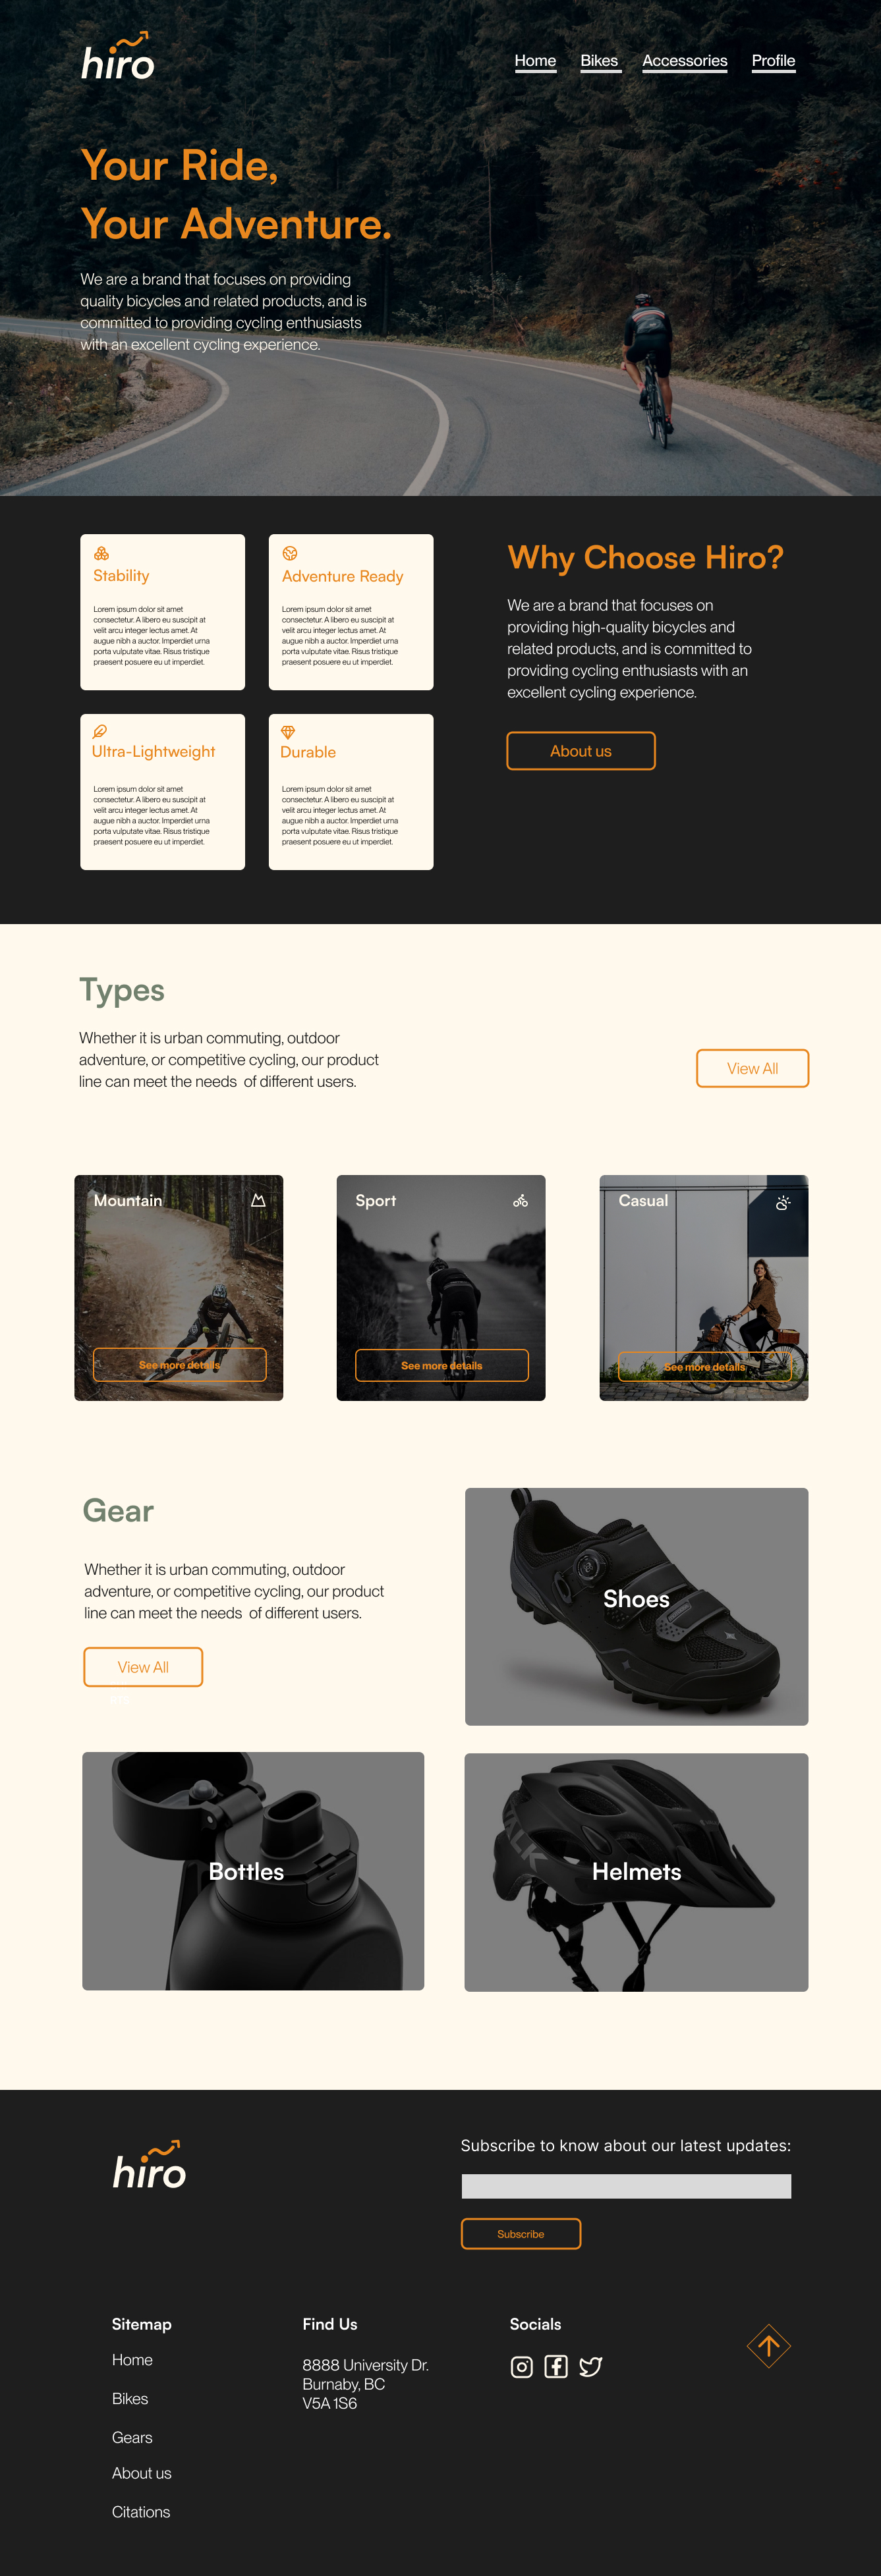 hiro
Home Bikes Accessories Profile
Your Ride,
Your Adventure.
We are a brand that focuses on providing
quality bicycles and related products, and is
committed to providing cycling enthusiasts
with an excellent cycling experience.
Stability
Lorem ipsum dolor sit amet
consectetur. A libero eu suscipit at
velit arcu integer lectus amet. At
augue nibh a auctor. Imperdiet urna
porta vulputate vitae. Risus tristique
praesent posuere eu ut imperdiet.
Adventure Ready
Lorem ipsum dolor sit amet
consectetur. A libero eu suscipit at
velit arcu integer lectus amet. At
augue nibh a auctor. Imperdiet urna
porta vulputate vitae. Risus tristique
praesent posuere eu ut imperdiet.
Ultra-Lightweight
Lorem ipsum dolor sit amet
consectetur. A libero eu suscipit at
velit arcu integer lectus amet. At
augue nibh a auctor. Imperdiet urna
porta vulputate vitae. Risus tristique
praesent posuere eu ut imperdiet.
Durable
Lorem ipsum dolor sit amet
consectetur. A libero eu suscipit at
velit arcu integer lectus amet. At
augue nibh a auctor. Imperdiet urna
porta vulputate vitae. Risus tristique
praesent posuere eu ut imperdiet.
Why Choose Hiro?
We are a brand that focuses on
providing high-quality bicycles and
related products, and is committed to
providing cycling enthusiasts with an
excellent cycling experience.
About us
Types
Whether it is urban commuting, outdoor
adventure, or competitive cycling, our product
line can meet the needs  of different users.
View All
Mountain
See more details
Sport
See more details
Casual
See more details
Gear
Whether it is urban commuting, outdoor
adventure, or competitive cycling, our product
line can meet the needs  of different users.
View All
Shoes
Bottles
Helmets
hiro
Subscribe to know about our latest updates:
Subscribe
Sitemap
Home
Bikes
Gears
About us
Citations
Find Us
8888 University Dr.
Burnaby, BC
V5A 1S6
Socials